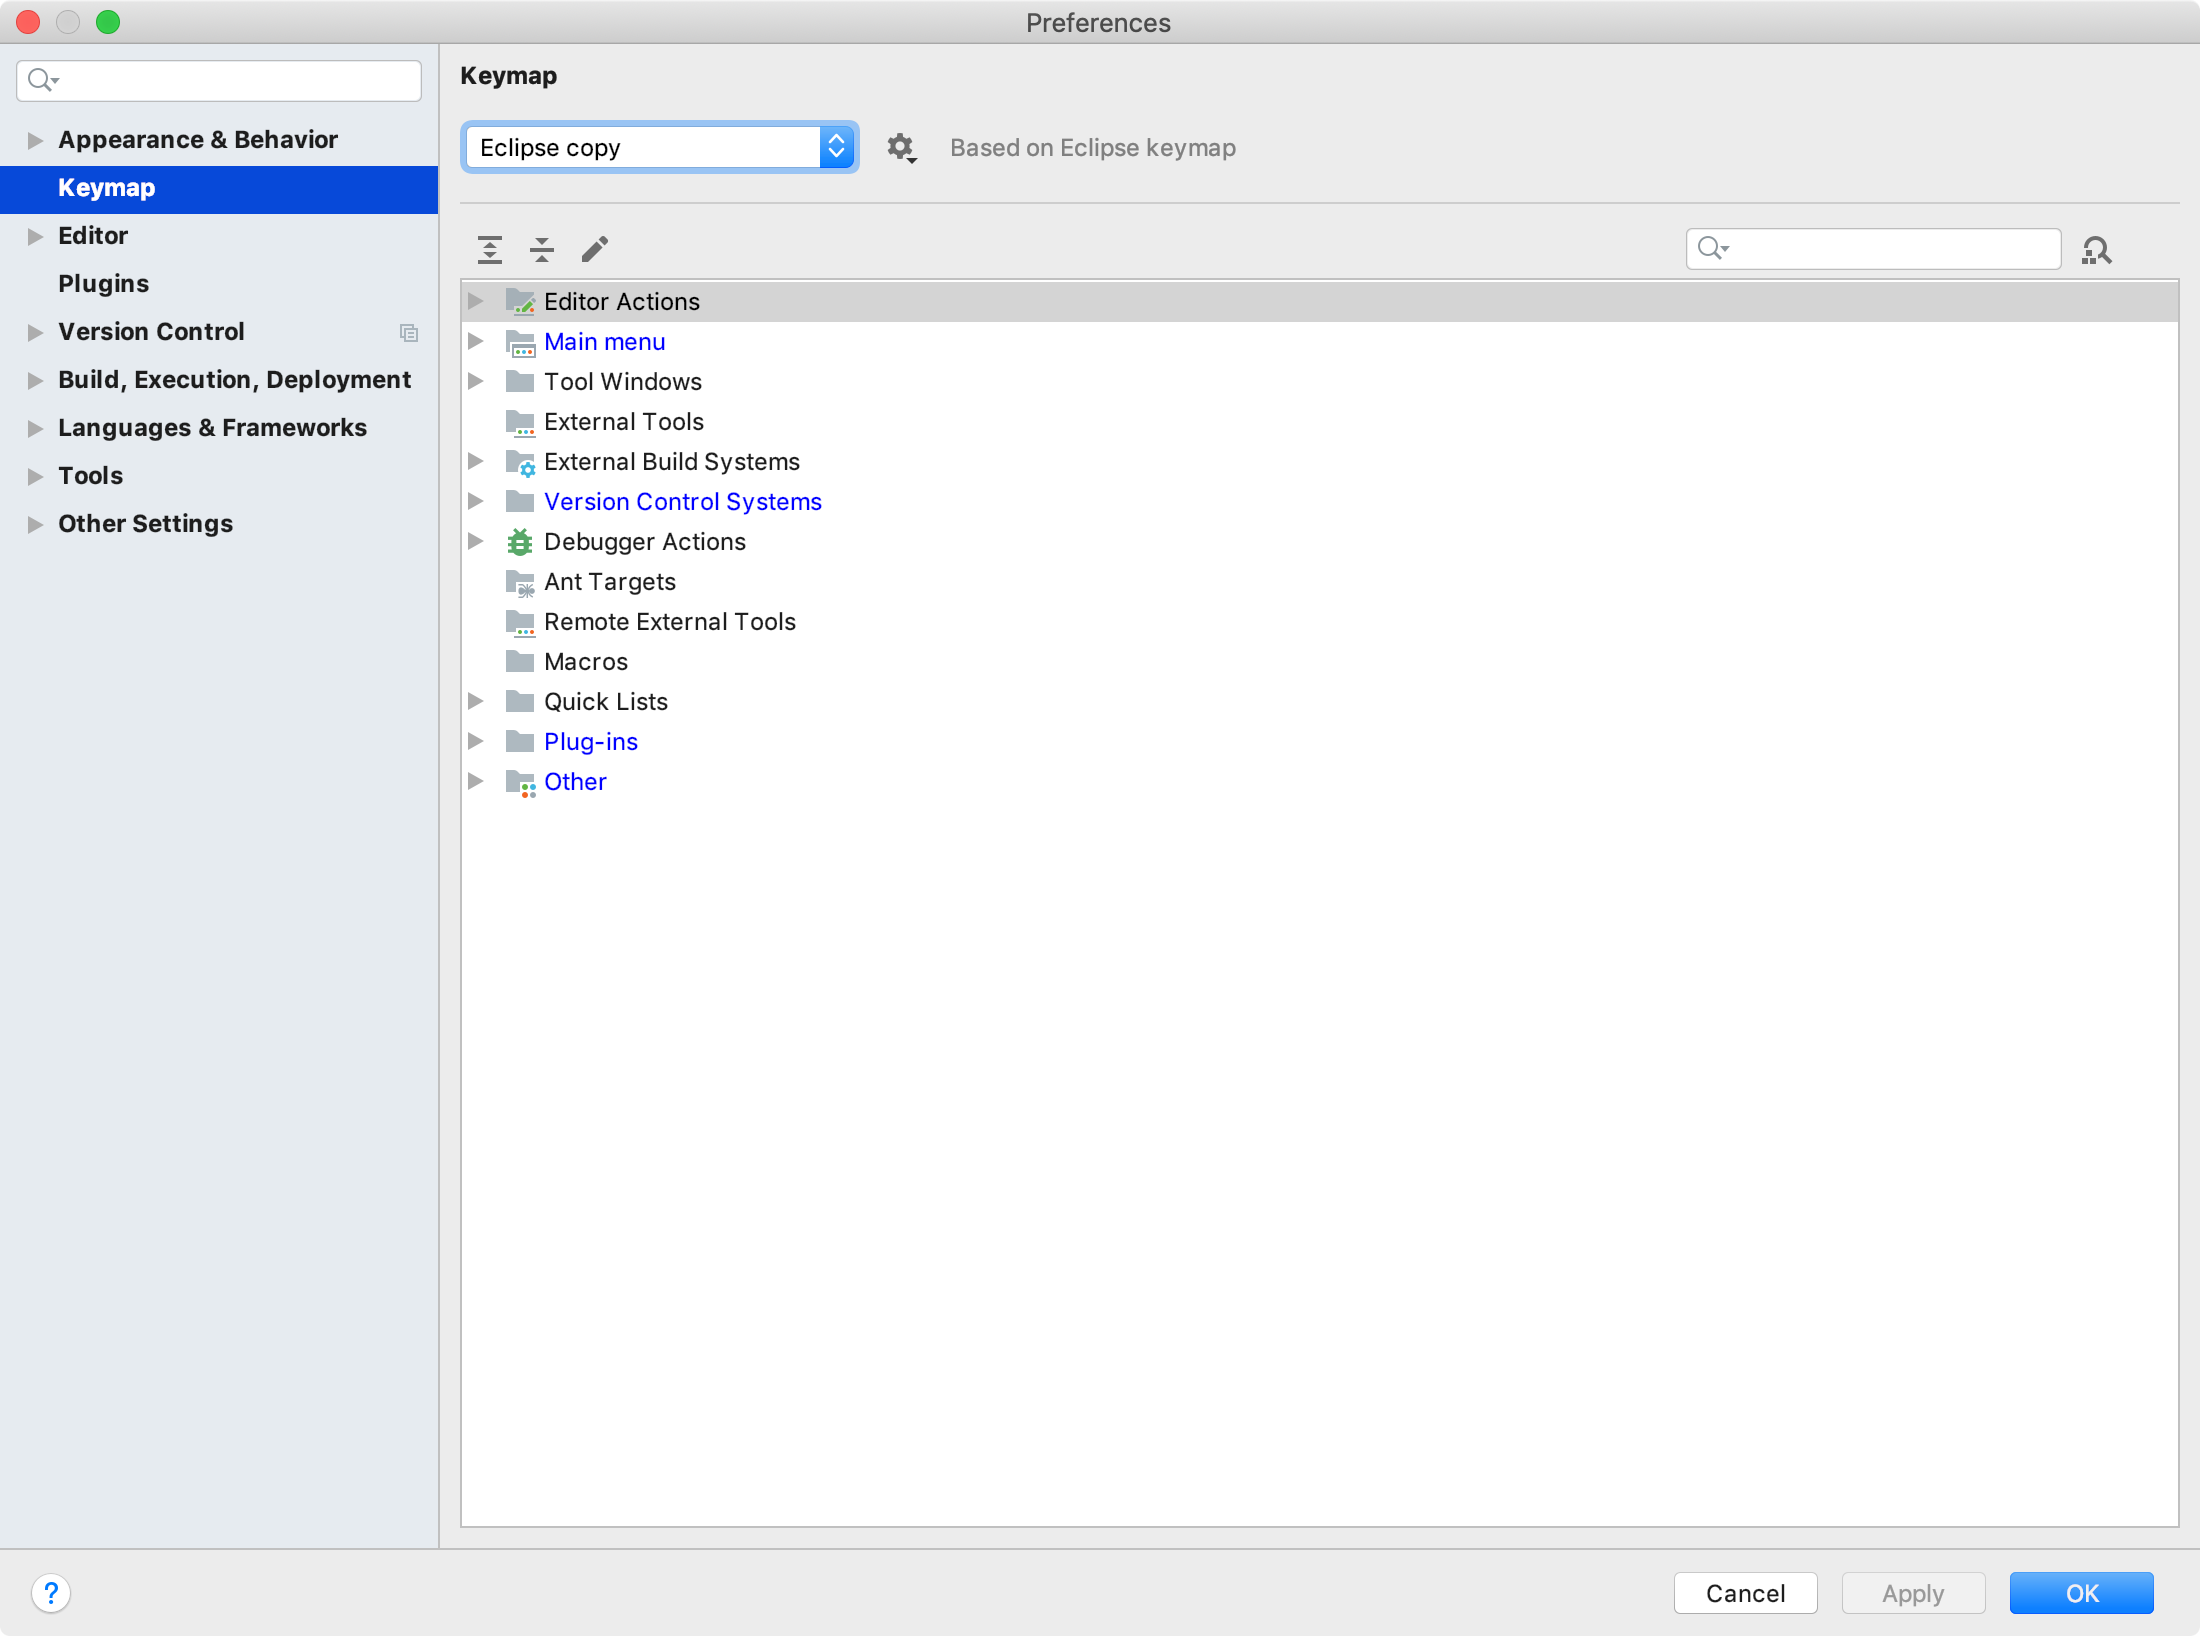 Preferences
Appearance & Behavior
Keymap
Editor
Plugins
Version Control
Build, Execution, Deployment
Languages & Frameworks
Tools
Other Settings
Keymap
Eclipse copy
Based on Eclipse keymap
Editor Actions
Main menu
Tool Windows
External Tools
External Build Systems
Version Control Systems
Debugger Actions
Ant Targets
Remote External Tools
Macros
Quick Lists
Plug-ins
Other
?
Cancel
Apply
OK